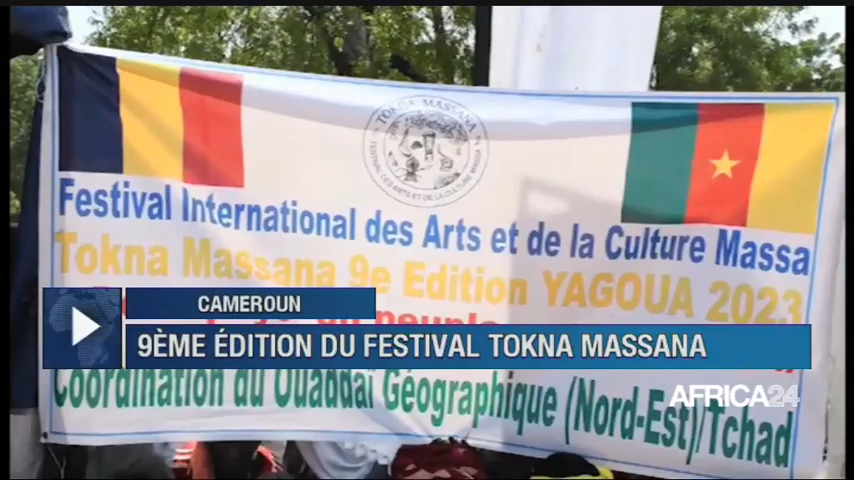 TOKNA MASSANA
FESTIVAL DES ARTS ET DE LA CULTURE MASSA
Festival International des Arts et de la Culture Massa
Tokna Massana 9e Edition YAGOUA 2023
peuple
CAMEROUN
9ÈME ÉDITION DU FESTIVAL TOKNA MASSANA
Coordination du Ouaddaï Géographique (Nord-Est)/Tchad
AFRICA24